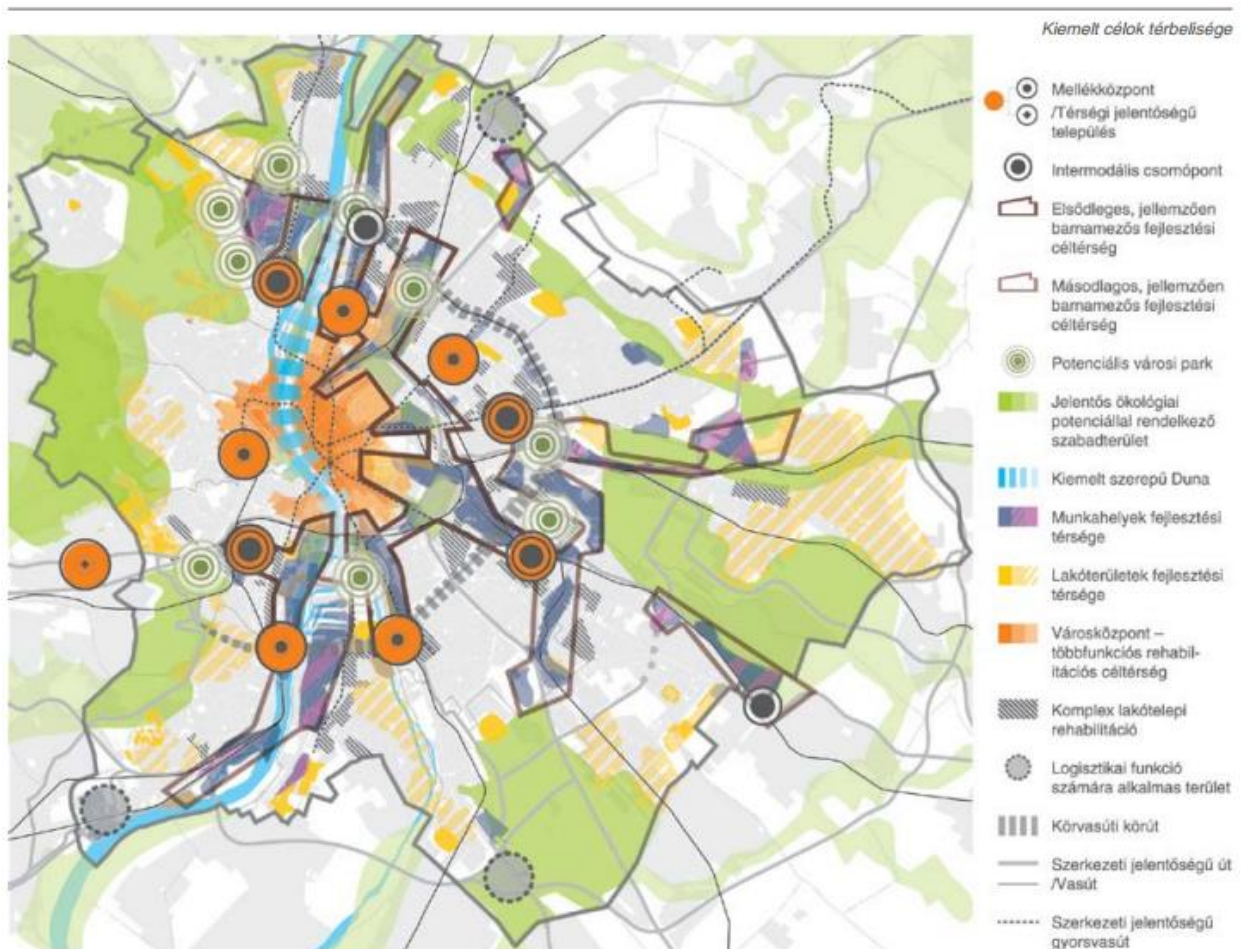 Kiemelt célok térbelisége
Mellékközpont
/Térségi jelentőségű
település
Intermodális csomópont
Elsődleges, jellemzően
barnamezős fejlesztési
céltérség
Másodlagos, jellemzően
barnamezős fejlesztési
céltérség
Potenciális városi park
Jelentős ökológiai
potenciállal rendelkező
szabadterület
Kiemelt szerepű Duna
Munkahelyek fejlesztési
térsége
Lakóterületek fejlesztési
térsége
Városközpont –
többfunkciós rehabil-
itációs céltérség
Komplex lakótelepi
rehabilitáció
Logisztikai funkció
számára alkalmas terület
Körvasúti körút
Szerkezeti jelentőségű út
/Vasút
Szerkezeti jelentőségű
gyorsvasút